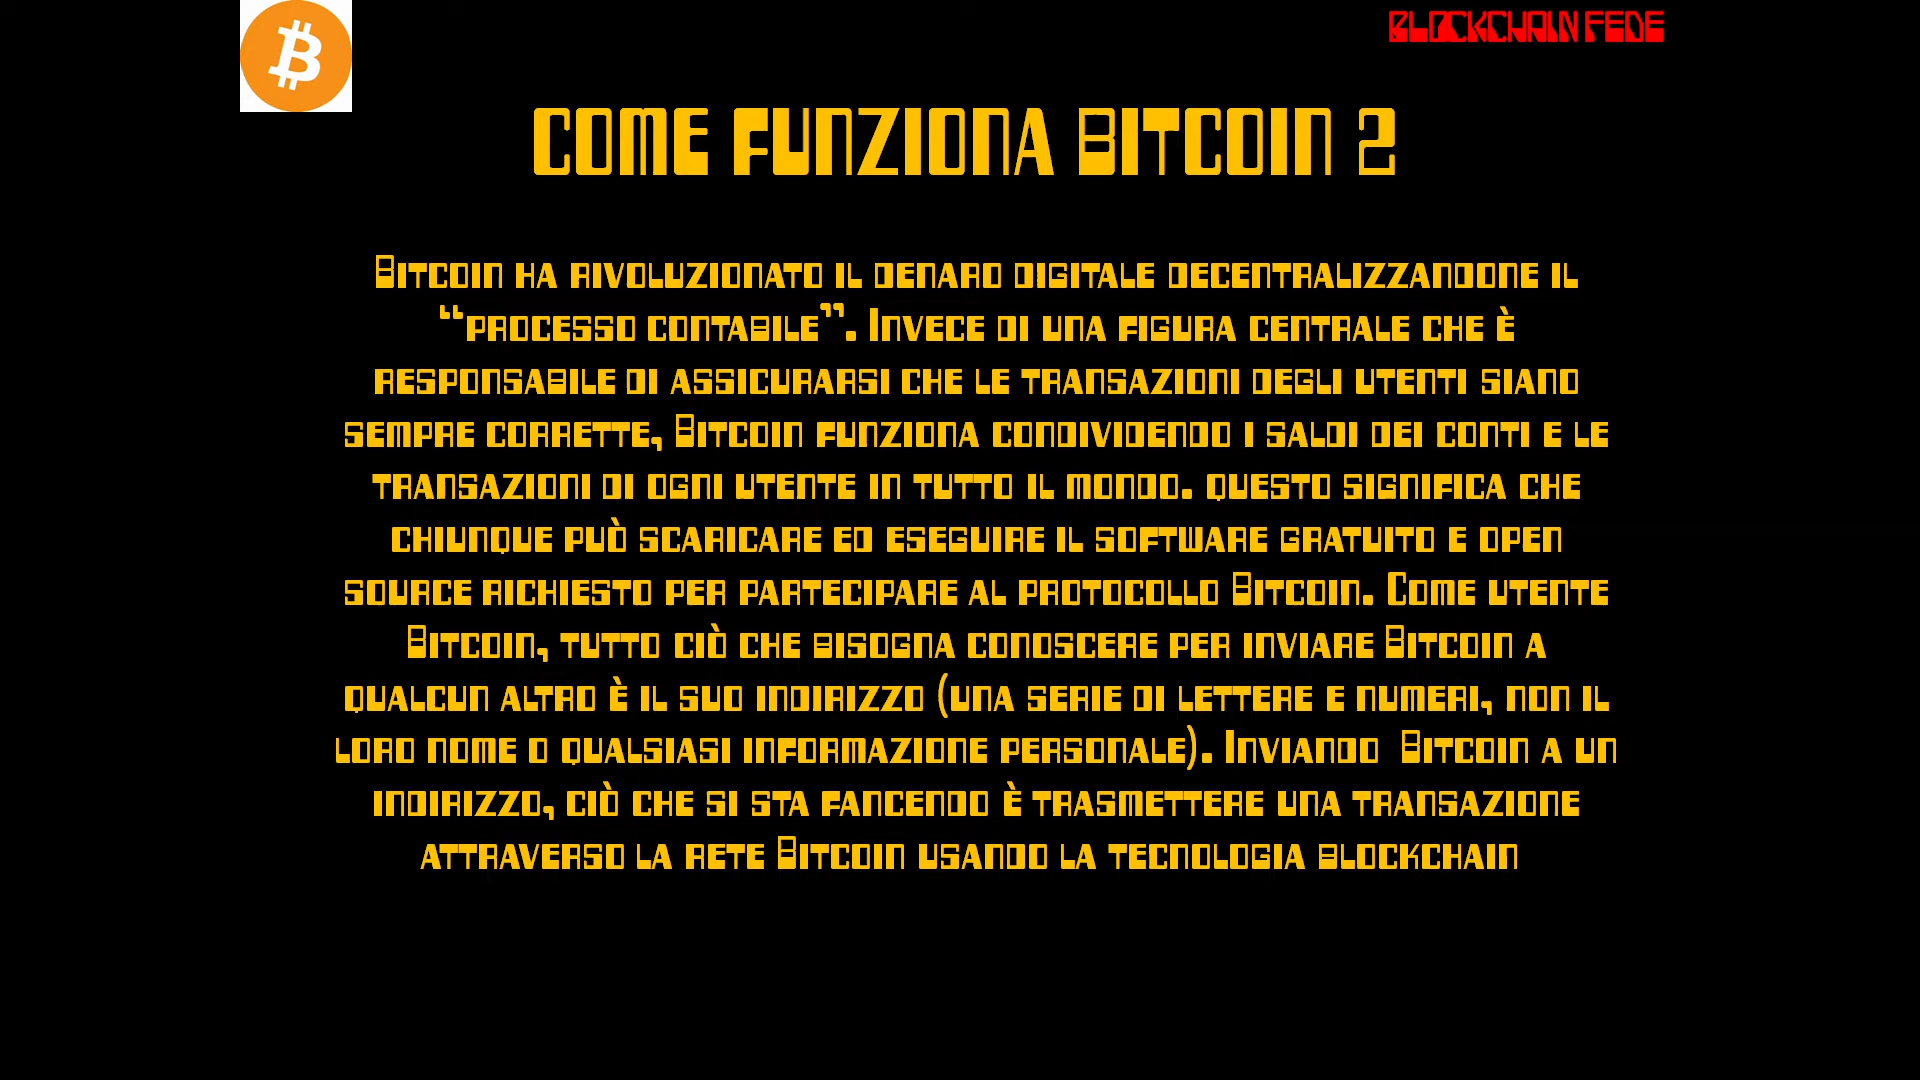 BLOCKCHAIN FEDE
COME FUNZIONA BITCOIN 2
Bitcoin ha rivoluzionato il denaro digitale decentralizzandone il
“processo contabile”. Invece di una figura centrale che è
responsabile di assicurarsi che le transazioni degli utenti siano
sempre corrette, Bitcoin funziona condividendo i saldi dei conti e le
transazioni di ogni utente in tutto il mondo. questo significa che
chiunque può scaricare ed eseguire il software gratuito e open
source richiesto per partecipare al protocollo Bitcoin. Come utente
Bitcoin, tutto ciò che bisogna conoscere per inviare Bitcoin a
qualcun altro è il suo indirizzo (una serie di lettere e numeri, non il
loro nome o qualsiasi informazione personale). Inviando Bitcoin a un
indirizzo, ciò che si sta fancendo è trasmettere una transazione
attraverso la rete Bitcoin usando la tecnologia blockchain